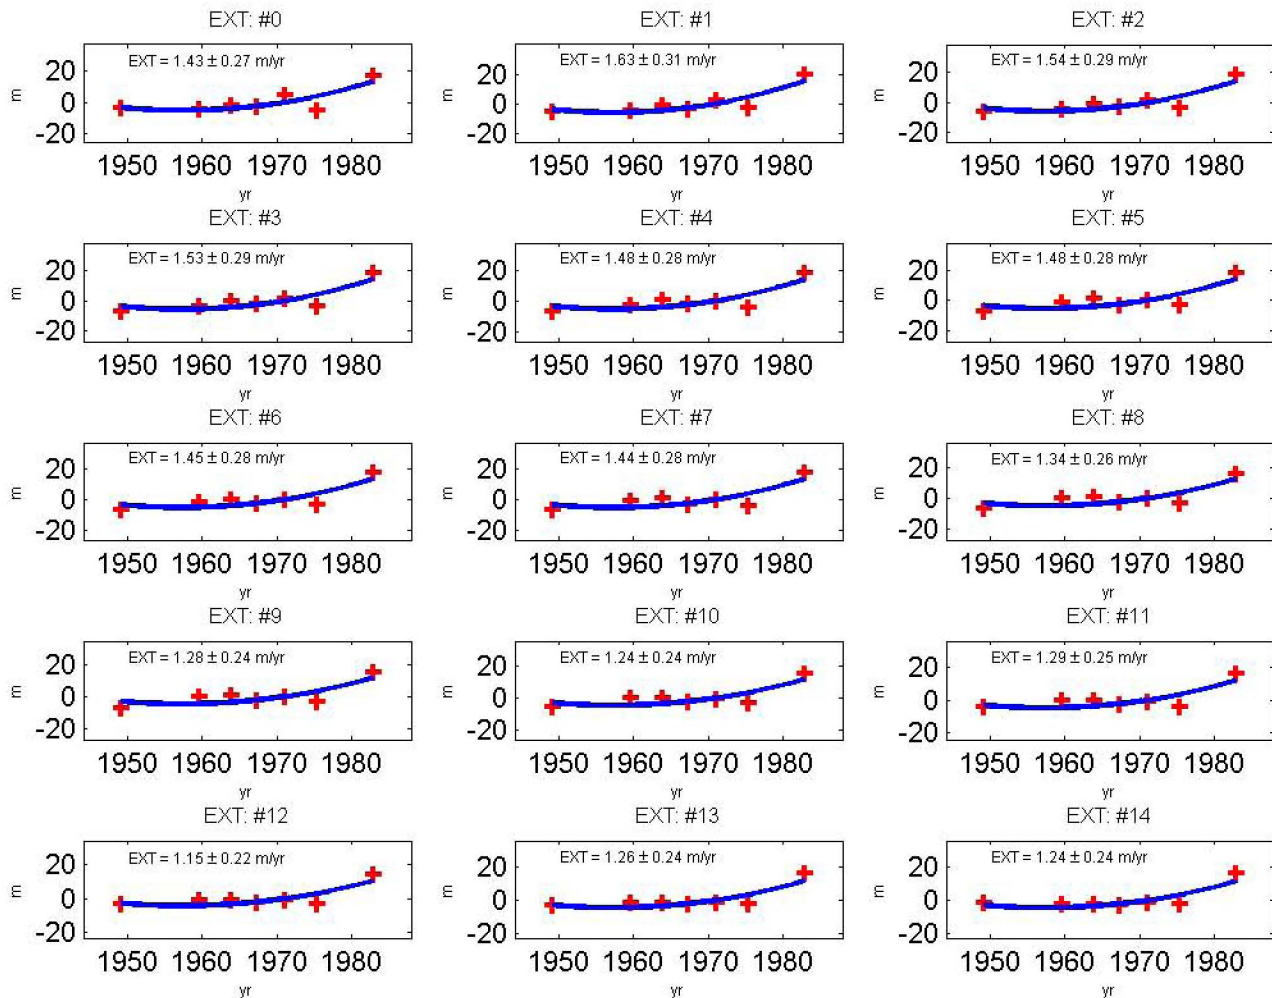 EXT: #0
EXT = 1.43 ± 0.27 m/yr
m
20
0
-20
1950 1960 1970 1980
yr
EXT: #1
EXT = 1.63 ± 0.31 m/yr
m
20
0
-20
1950 1960 1970 1980
yr
EXT: #2
EXT = 1.54 ± 0.29 m/yr
m
20
0
-20
1950 1960 1970 1980
yr
EXT: #3
EXT = 1.53 ± 0.29 m/yr
m
20
0
-20
1950 1960 1970 1980
yr
EXT: #4
EXT = 1.48 ± 0.28 m/yr
m
20
0
-20
1950 1960 1970 1980
yr
EXT: #5
EXT = 1.48 ± 0.28 m/yr
m
20
0
-20
1950 1960 1970 1980
yr
EXT: #6
EXT = 1.45 ± 0.28 m/yr
m
20
0
-20
1950 1960 1970 1980
yr
EXT: #7
EXT = 1.44 ± 0.28 m/yr
m
20
0
-20
1950 1960 1970 1980
yr
EXT: #8
EXT = 1.34 ± 0.26 m/yr
m
20
0
-20
1950 1960 1970 1980
yr
EXT: #9
EXT = 1.28 ± 0.24 m/yr
m
20
0
-20
1950 1960 1970 1980
yr
EXT: #10
EXT = 1.24 ± 0.24 m/yr
m
20
0
-20
1950 1960 1970 1980
yr
EXT: #11
EXT = 1.29 ± 0.25 m/yr
m
20
0
-20
1950 1960 1970 1980
yr
EXT: #12
EXT = 1.15 ± 0.22 m/yr
m
20
0
-20
1950 1960 1970 1980
yr
EXT: #13
EXT = 1.26 ± 0.24 m/yr
m
20
0
-20
1950 1960 1970 1980
yr
EXT: #14
EXT = 1.24 ± 0.24 m/yr
m
20
0
-20
1950 1960 1970 1980
yr